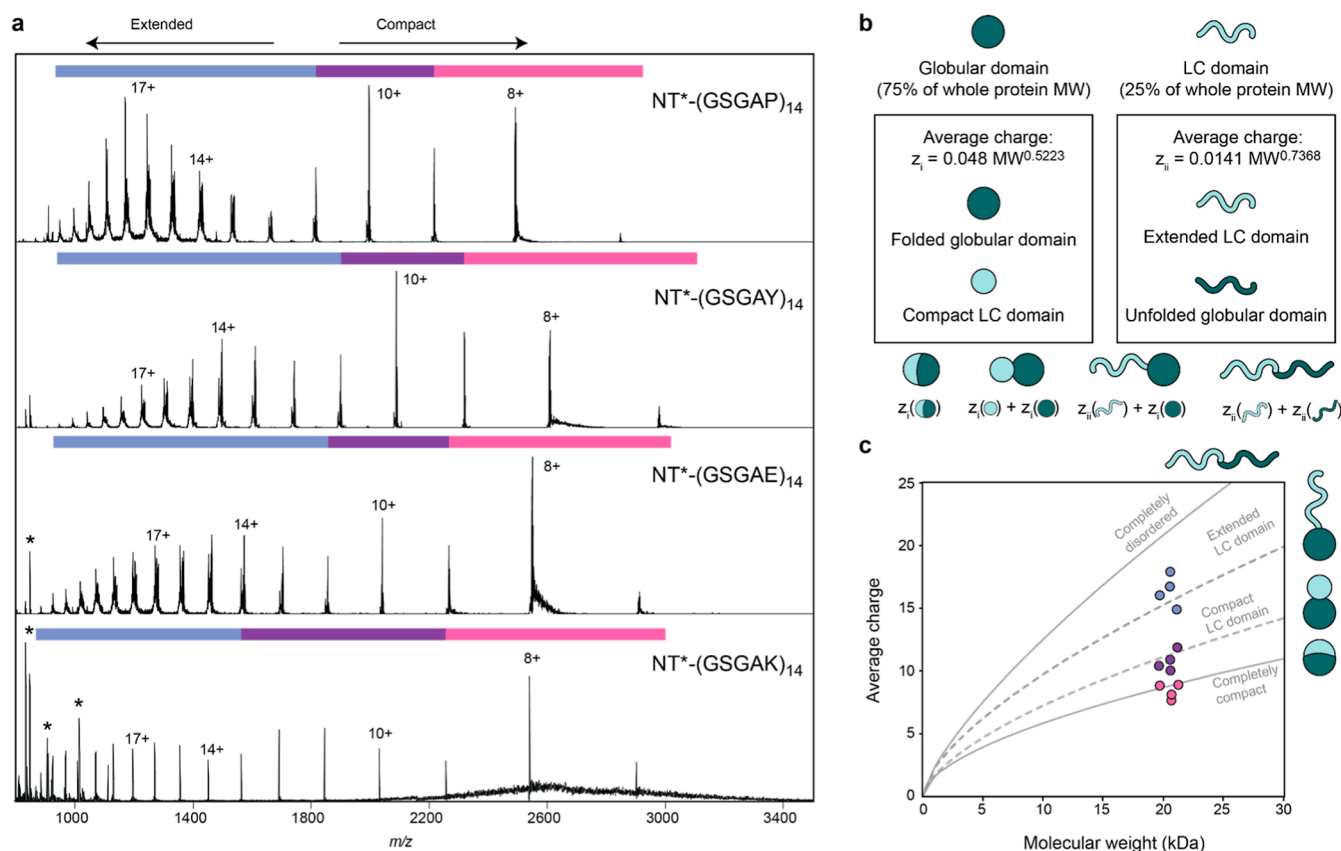 a
Extended
Compact
17+
14+
10+
8+
NT*-(GSGAP)14
17+
14+
10+
8+
NT*-(GSGAY)14
*
17+
14+
10+
8+
NT*-(GSGAE)14
*
*
*
17+
14+
10+
8+
NT*-(GSGAK)14
1000
1400
1800
2200
2600
3000
3400
m/z
b
Globular domain
(75% of whole protein MW)
LC domain
(25% of whole protein MW)
Average charge:
zi = 0.048 MW^0.5223
Folded globular domain
Compact LC domain
Average charge:
zii = 0.0141 MW^0.7368
Extended LC domain
Unfolded globular domain
zi( )
zi( ) + zi( )
zii( ) + zi( )
zii( ) + zii( )
c
25
20
15
10
5
0
Average charge
Completely
disordered
Extended
LC domain
Compact
LC domain
Completely
compact
0
5
10
15
20
25
30
Molecular weight (kDa)